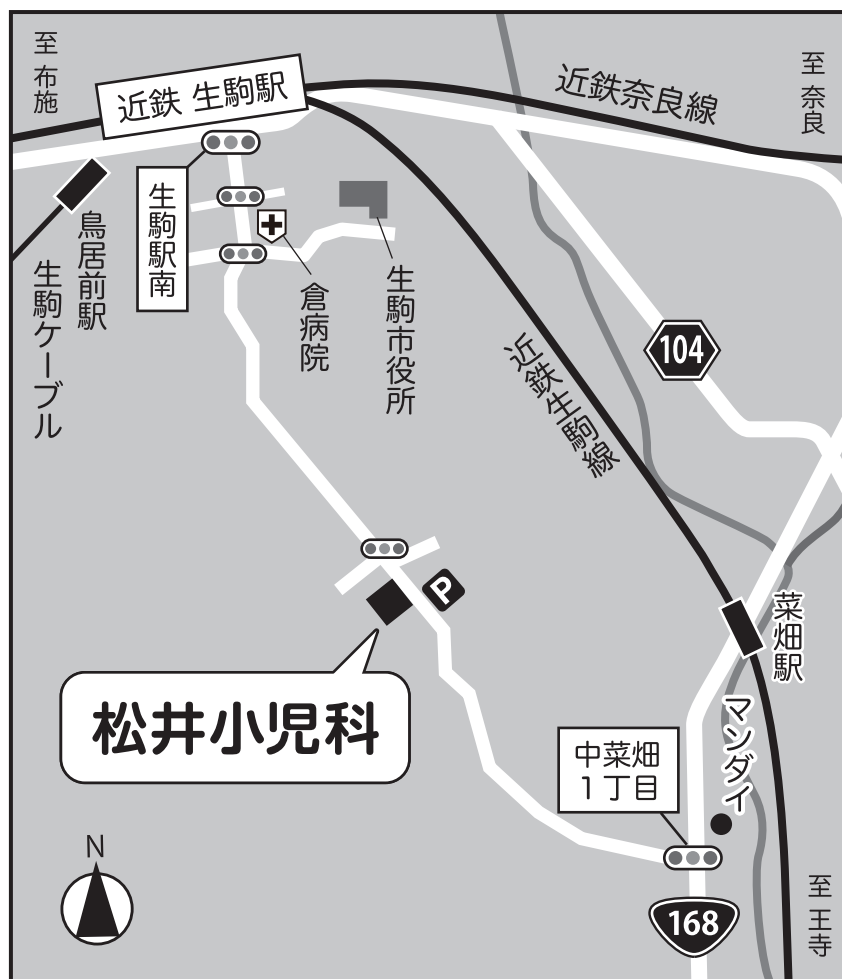 至 布施
近鉄 生駒駅
近鉄奈良線
至 奈良
生駒駅南
鳥居前駅
生駒ケーブル
倉病院
生駒市役所
近鉄生駒線
104
P
松井小児科
菜畑駅
マンダイ
中菜畑
1丁目
168
至 王寺
N